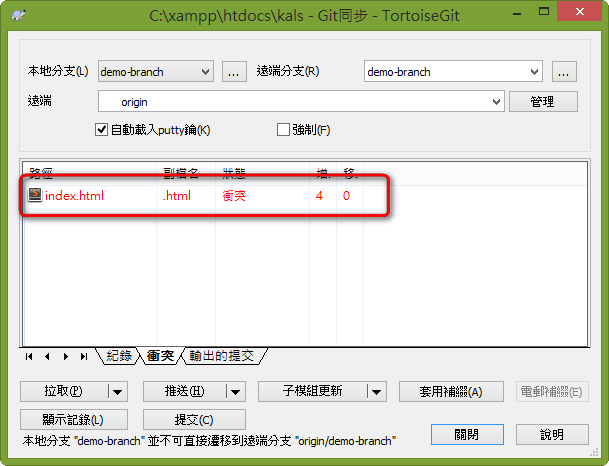 C:\xampp\htdocs\kals - Git同步 - TortoiseGit
本地分支(L) demo-branch ... 遠端分支(R) demo-branch ...
遠端 origin 管理
自動載入putty鑰(K) 強制(F)
路徑 副檔名 狀態 增. 移.
index.html .html 衝突 4 0
紀錄 衝突 輸出的提交
拉取(P) 推送(H) 子模組更新 套用補綴(A) 電郵補綴(E)
顯示記錄(L) 提交(C)
本地分支 "demo-branch" 並不可直接遷移到遠端分支 "origin/demo-branch"
關閉 說明